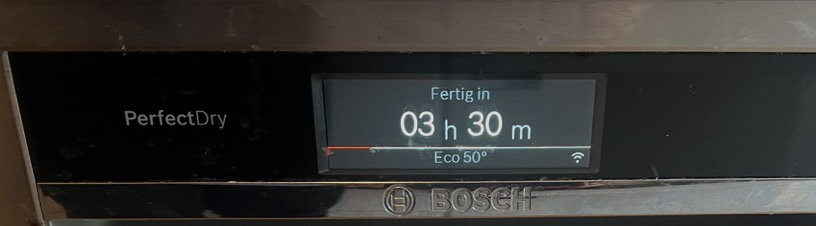 PerfectDry
Fertig in
03 h 30 m
Eco 50°
BOSCH